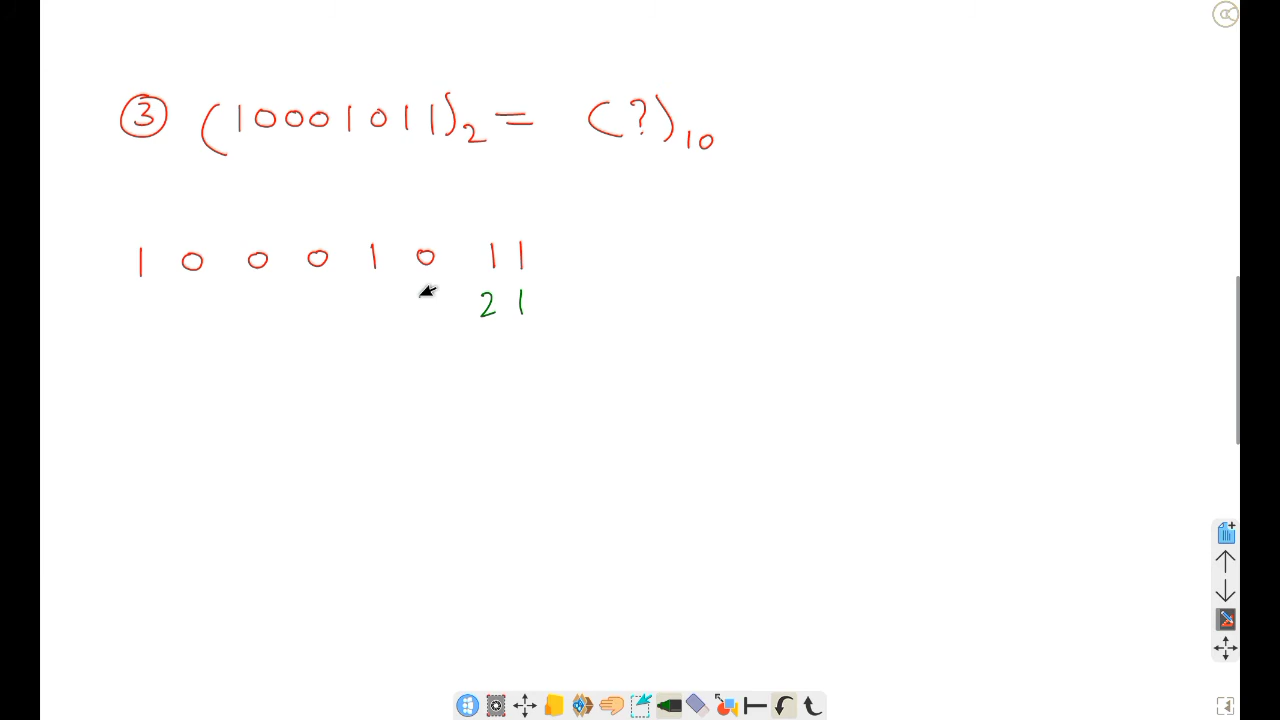 ③ (10001011)₂ = (?)₁₀
1 0 0 0 1 0 1 1
2 1